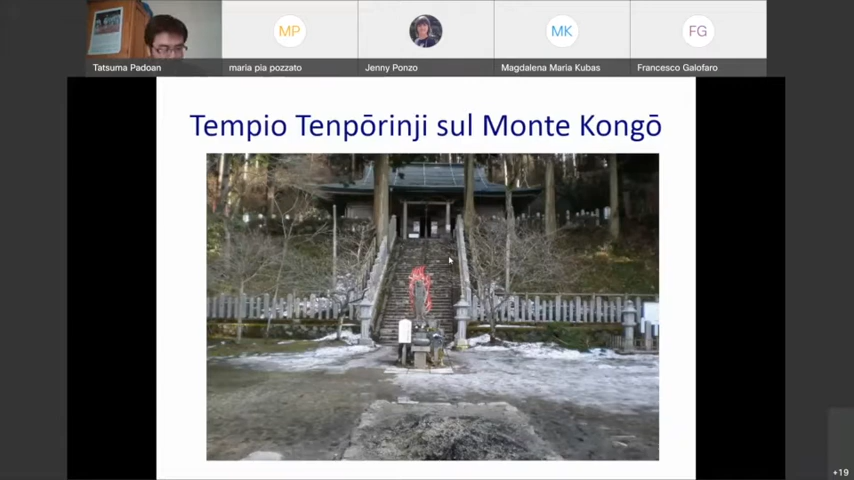 MP
MK
FG
Tatsuma Padoan
maria pia pozzato
Jenny Ponzo
Magdalena Maria Kubas
Francesco Galofaro
Tempio Tenpōrinji sul Monte Kongō
+19